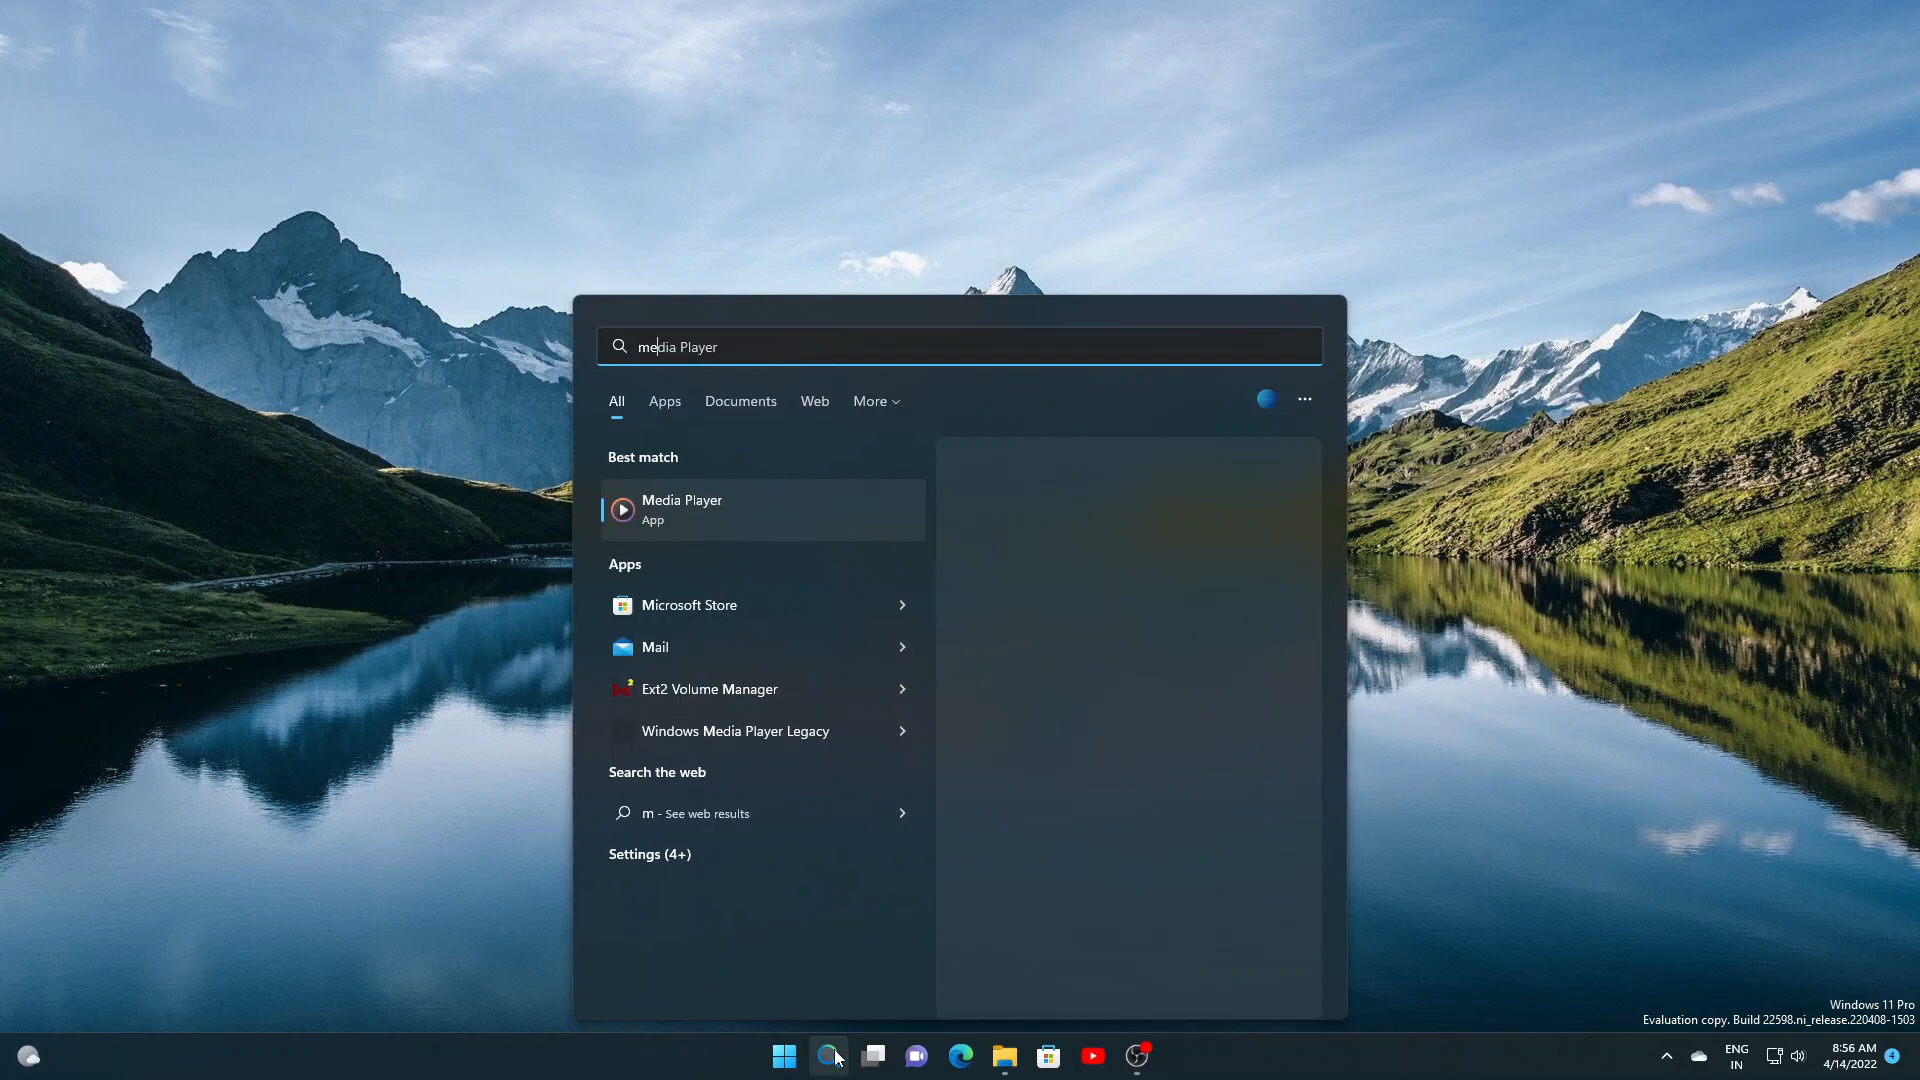 media Player
All Apps Documents Web More
Best match
Media Player
App
Apps
Microsoft Store
Mail
Ext2 Volume Manager
Windows Media Player Legacy
Search the web
m - See web results
Settings (4+)
Windows 11 Pro
Evaluation copy. Build 22598.ni_release.220408-1503
ENG
IN
8:56 AM
4/14/2022
4